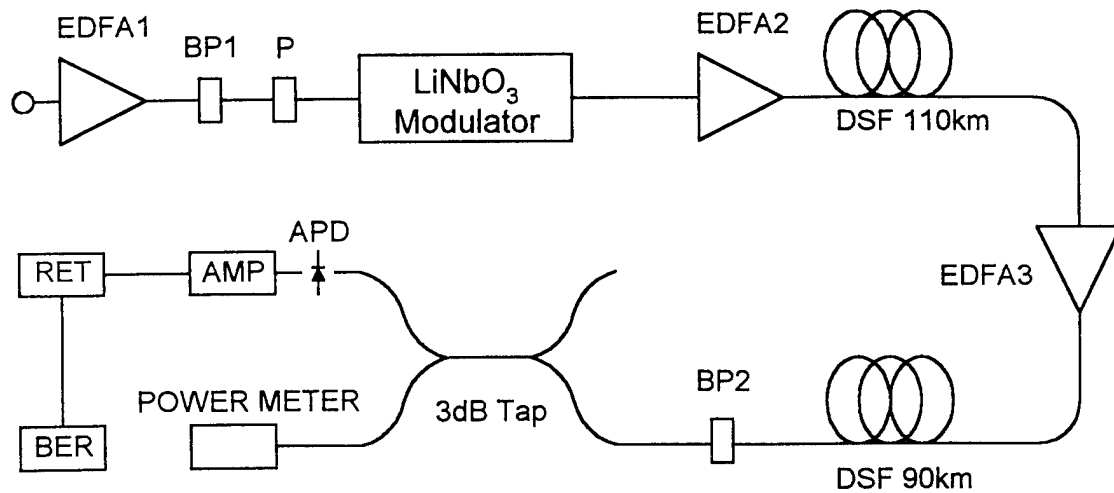 EDFA1
BP1
P
LiNbO3
Modulator
EDFA2
DSF 110km
EDFA3
DSF 90km
BP2
3dB Tap
APD
AMP
RET
POWER METER
BER